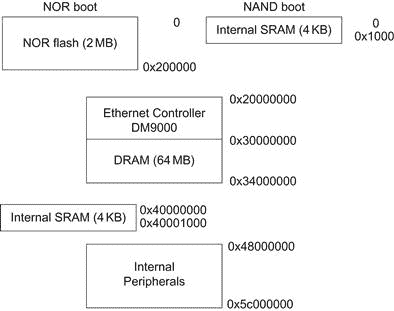 NOR boot
NAND boot
0
NOR flash (2 MB)
0x200000
Internal SRAM (4 KB)
0
0x1000
0x20000000
Ethernet Controller
DM9000
0x30000000
DRAM (64 MB)
0x34000000
Internal SRAM (4 KB)
0x40000000
0x40001000
0x48000000
Internal
Peripherals
0x5c000000